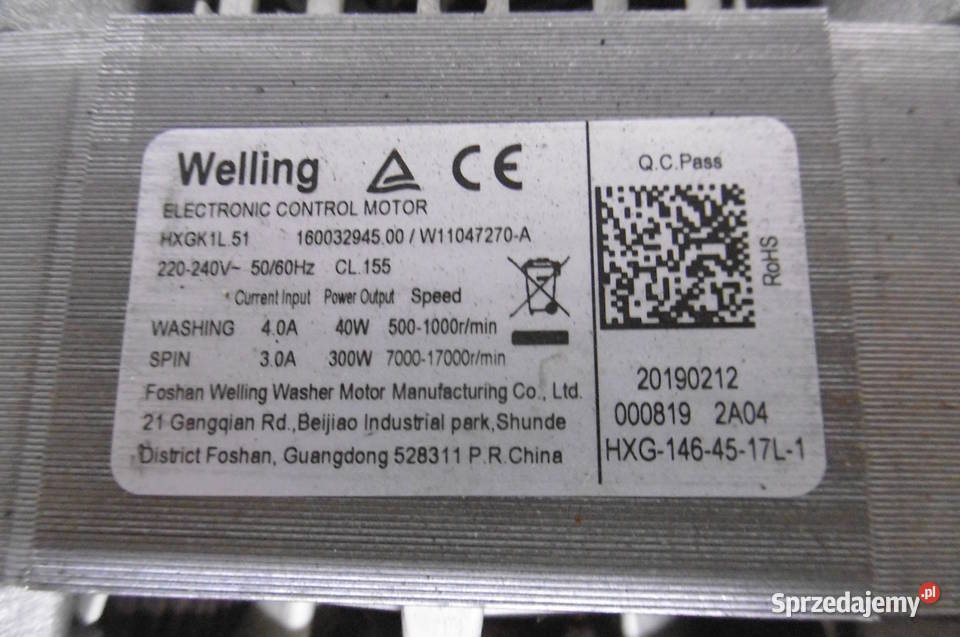 Welling CE
ELECTRONIC CONTROL MOTOR
HXGK1L.51 160032945.00 / W11047270-A
220-240V~ 50/60Hz CL.155
Current Input Power Output Speed
WASHING 4.0A 40W 500-1000r/min
SPIN 3.0A 300W 7000-17000r/min
Foshan Welling Washer Motor Manufacturing Co., Ltd.
21 Gangqian Rd.,Beijiao Industrial park,Shunde
District Foshan, Guangdong 528311 P.R.China
Q.C.Pass
RoHS
20190212
000819 2A04
HXG-146-45-17L-1
Sprzedajemy.pl